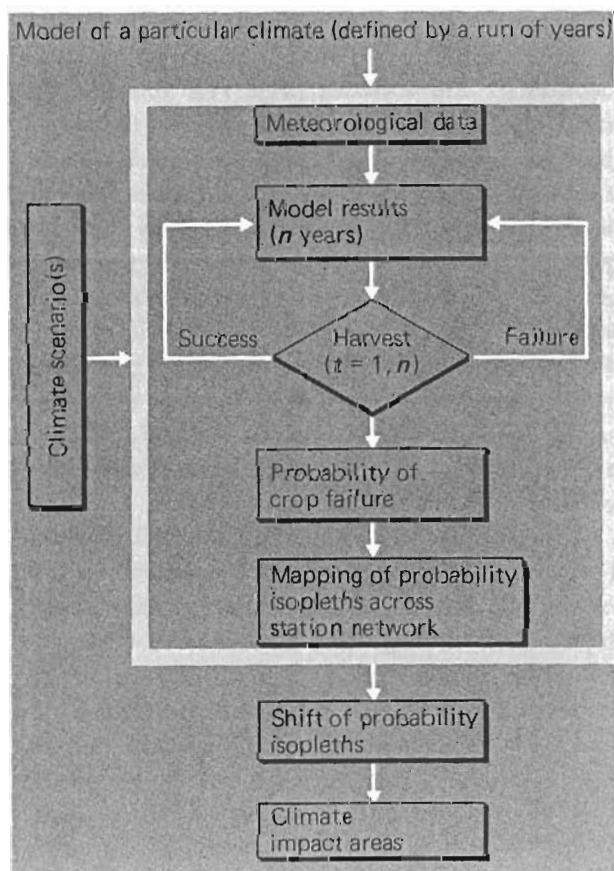 Model of a particular climate (defined by a run of years)
Meteorological data
Model results
(n years)
Climate scenario(s)
Success
Harvest
(t = 1, n)
Failure
Probability of
crop failure
Mapping of probability
isopleths across
station network
Shift of probability
isopleths
Climate
impact areas